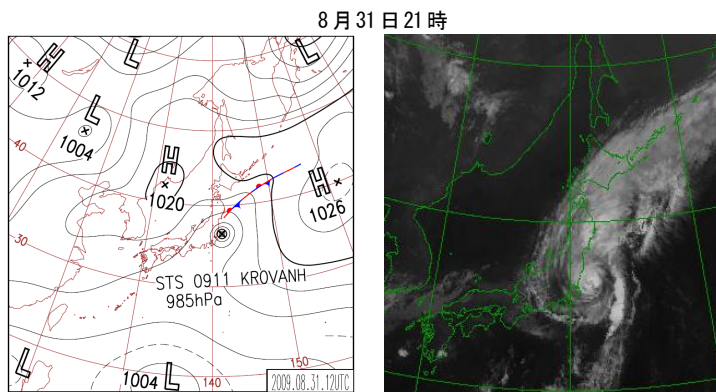 8月31日21時
H
1012
L
L
L
1004
40
H
1020
H
1026
30
STS 0911 KROVANH
985hPa
150
140
L
1004
L
2009.08.31.12UTC